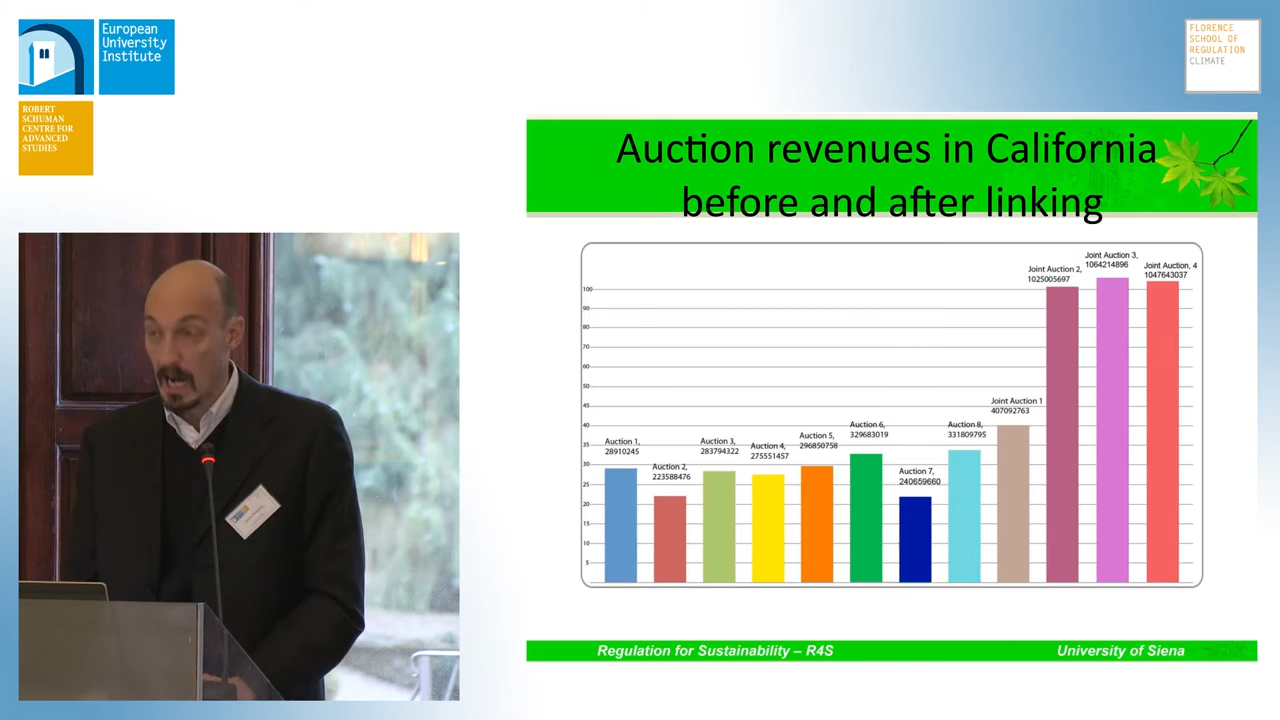 European
University
Institute
ROBERT
SCHUMAN
CENTRE FOR
ADVANCED
STUDIES
FLORENCE
SCHOOL OF
REGULATION
CLIMATE
Auction revenues in California
before and after linking
100
90
80
70
60
50
45
40
35
30
25
20
15
10
5
Auction 1,
28910245
Auction 2,
223588476
Auction 3,
283794322
Auction 4,
275551457
Auction 5,
296850758
Auction 6,
329683019
Auction 7,
240659660
Auction 8,
331809795
Joint Auction 1
407092763
Joint Auction 2,
1025005697
Joint Auction 3,
1064214896
Joint Auction, 4
1047643037
Regulation for Sustainability – R4S
University of Siena